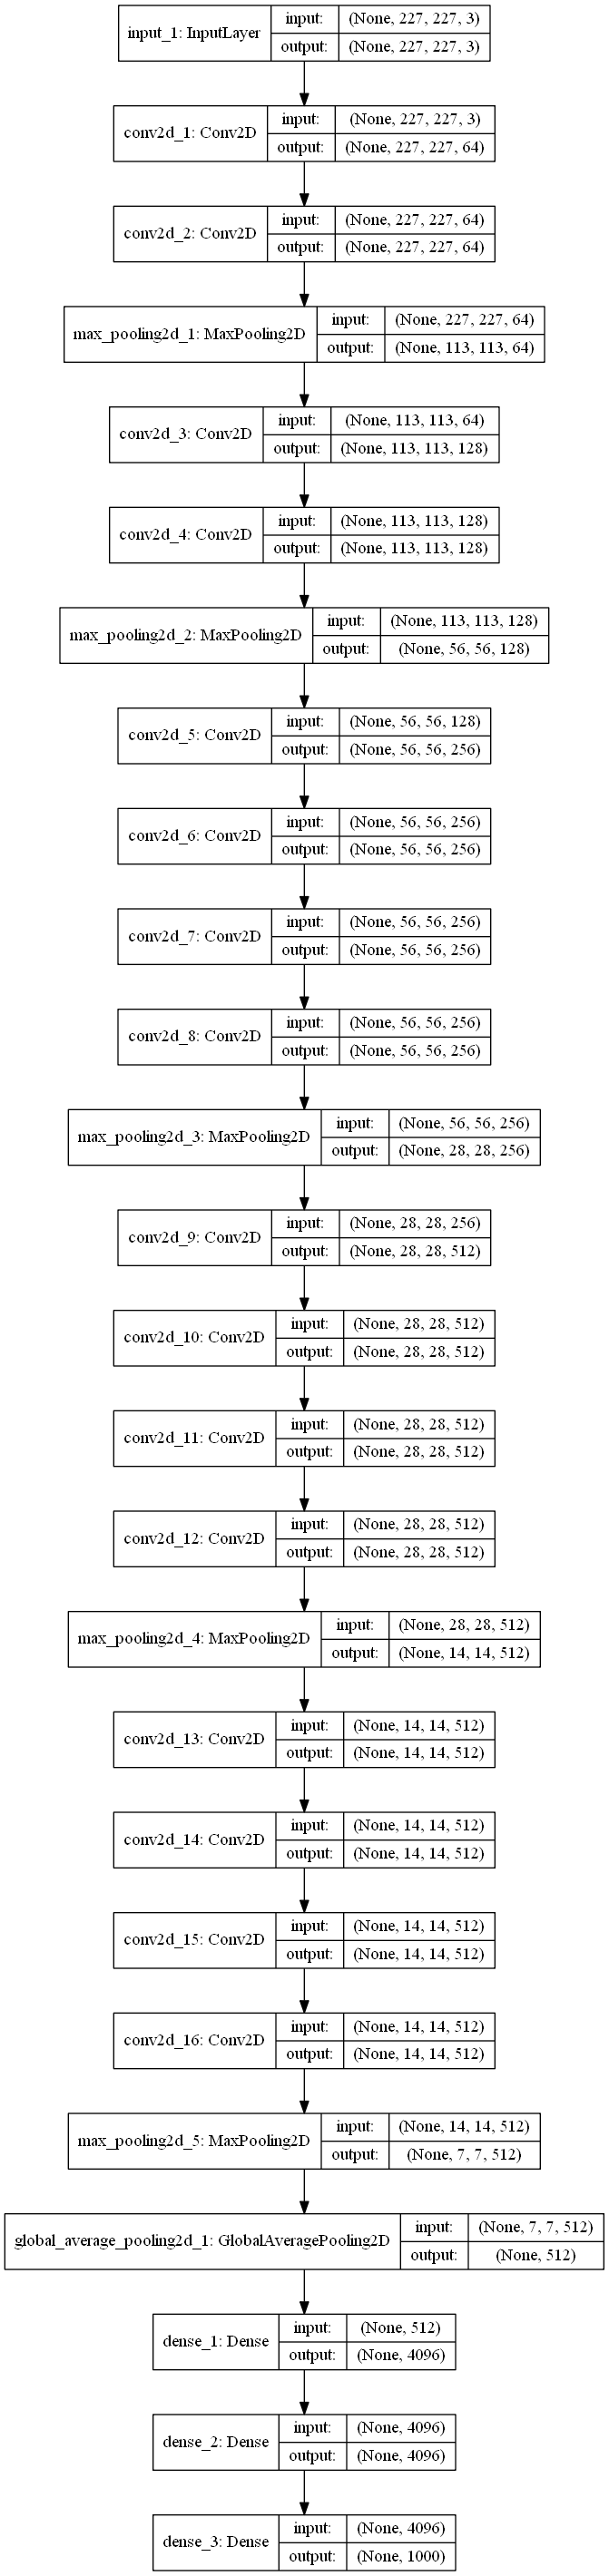 input_1: InputLayer
input: (None, 227, 227, 3)
output: (None, 227, 227, 3)
conv2d_1: Conv2D
input: (None, 227, 227, 3)
output: (None, 227, 227, 64)
conv2d_2: Conv2D
input: (None, 227, 227, 64)
output: (None, 227, 227, 64)
max_pooling2d_1: MaxPooling2D
input: (None, 227, 227, 64)
output: (None, 113, 113, 64)
conv2d_3: Conv2D
input: (None, 113, 113, 64)
output: (None, 113, 113, 128)
conv2d_4: Conv2D
input: (None, 113, 113, 128)
output: (None, 113, 113, 128)
max_pooling2d_2: MaxPooling2D
input: (None, 113, 113, 128)
output: (None, 56, 56, 128)
conv2d_5: Conv2D
input: (None, 56, 56, 128)
output: (None, 56, 56, 256)
conv2d_6: Conv2D
input: (None, 56, 56, 256)
output: (None, 56, 56, 256)
conv2d_7: Conv2D
input: (None, 56, 56, 256)
output: (None, 56, 56, 256)
conv2d_8: Conv2D
input: (None, 56, 56, 256)
output: (None, 56, 56, 256)
max_pooling2d_3: MaxPooling2D
input: (None, 56, 56, 256)
output: (None, 28, 28, 256)
conv2d_9: Conv2D
input: (None, 28, 28, 256)
output: (None, 28, 28, 512)
conv2d_10: Conv2D
input: (None, 28, 28, 512)
output: (None, 28, 28, 512)
conv2d_11: Conv2D
input: (None, 28, 28, 512)
output: (None, 28, 28, 512)
conv2d_12: Conv2D
input: (None, 28, 28, 512)
output: (None, 28, 28, 512)
max_pooling2d_4: MaxPooling2D
input: (None, 28, 28, 512)
output: (None, 14, 14, 512)
conv2d_13: Conv2D
input: (None, 14, 14, 512)
output: (None, 14, 14, 512)
conv2d_14: Conv2D
input: (None, 14, 14, 512)
output: (None, 14, 14, 512)
conv2d_15: Conv2D
input: (None, 14, 14, 512)
output: (None, 14, 14, 512)
conv2d_16: Conv2D
input: (None, 14, 14, 512)
output: (None, 14, 14, 512)
max_pooling2d_5: MaxPooling2D
input: (None, 14, 14, 512)
output: (None, 7, 7, 512)
global_average_pooling2d_1: GlobalAveragePooling2D
input: (None, 7, 7, 512)
output: (None, 512)
dense_1: Dense
input: (None, 512)
output: (None, 4096)
dense_2: Dense
input: (None, 4096)
output: (None, 4096)
dense_3: Dense
input: (None, 4096)
output: (None, 1000)